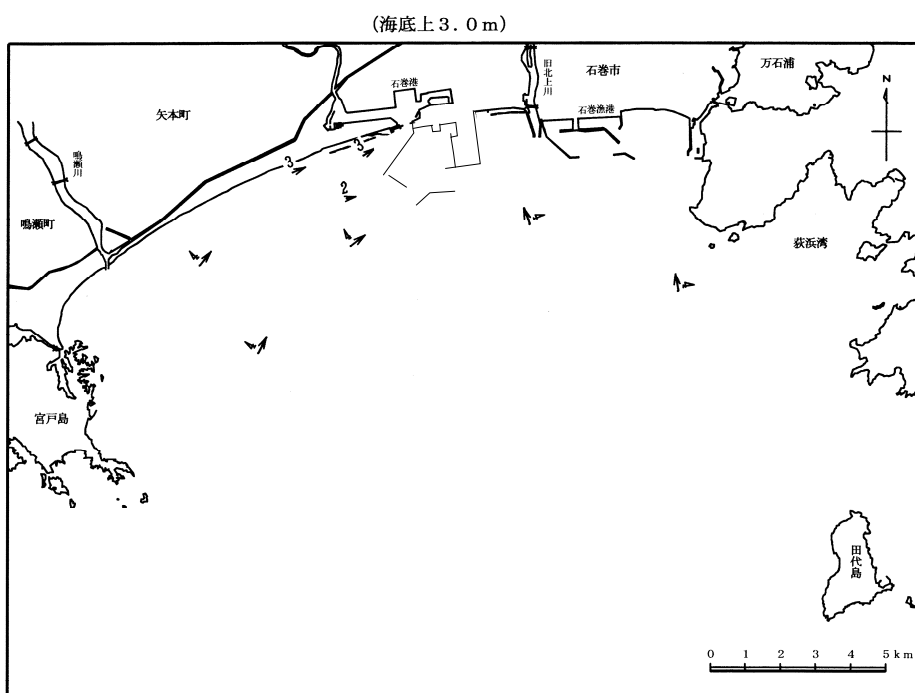 (海底上3.0m)
石巻港
旧北上川
石巻市
万石浦
矢本町
石巻漁港
N
鳴瀬川
3
3
2
鳴瀬町
荻浜湾
宮戸島
田代島
0 1 2 3 4 5km